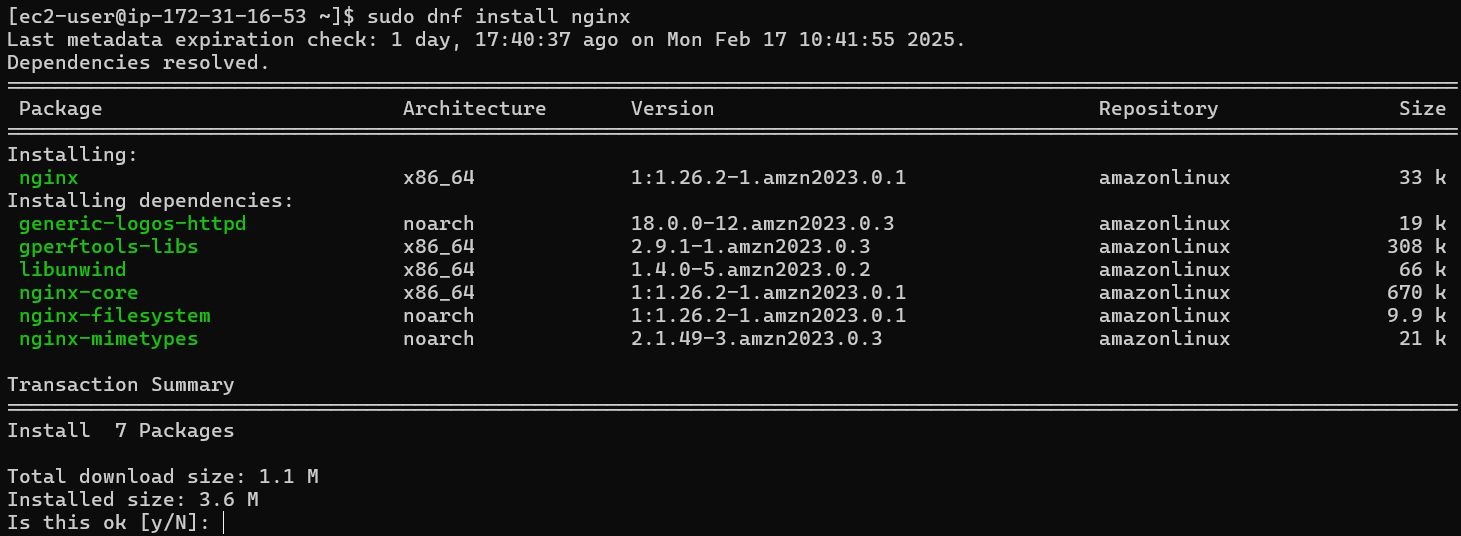 [ec2-user@ip-172-31-16-53 ~]$ sudo dnf install nginx
Last metadata expiration check: 1 day, 17:40:37 ago on Mon Feb 17 10:41:55 2025.
Dependencies resolved.
Package Architecture Version Repository Size
Installing:
nginx x86_64 1:1.26.2-1.amzn2023.0.1 amazonlinux 33 k
Installing dependencies:
generic-logos-httpd noarch 18.0.0-12.amzn2023.0.3 amazonlinux 19 k
gperftools-libs x86_64 2.9.1-1.amzn2023.0.3 amazonlinux 308 k
libunwind x86_64 1.4.0-5.amzn2023.0.2 amazonlinux 66 k
nginx-core x86_64 1:1.26.2-1.amzn2023.0.1 amazonlinux 670 k
nginx-filesystem noarch 1:1.26.2-1.amzn2023.0.1 amazonlinux 9.9 k
nginx-mimetypes noarch 2.1.49-3.amzn2023.0.3 amazonlinux 21 k
Transaction Summary
Install 7 Packages
Total download size: 1.1 M
Installed size: 3.6 M
Is this ok [y/N]: